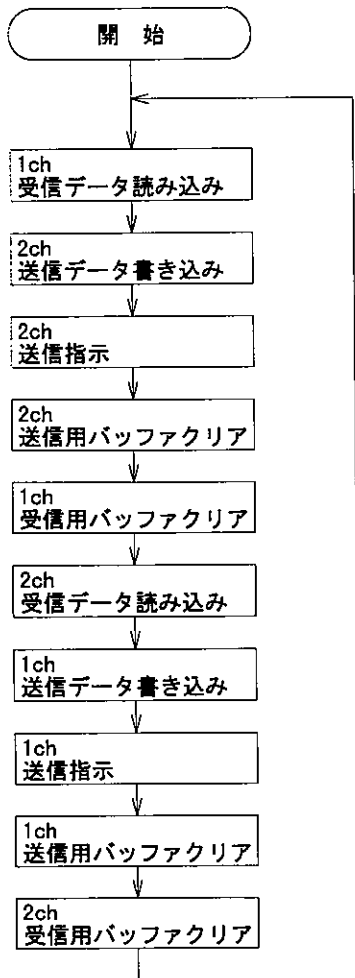 開 始
1ch
受信データ読み込み
2ch
送信データ書き込み
2ch
送信指示
2ch
送信用バッファクリア
1ch
受信用バッファクリア
2ch
受信データ読み込み
1ch
送信データ書き込み
1ch
送信指示
1ch
送信用バッファクリア
2ch
受信用バッファクリア